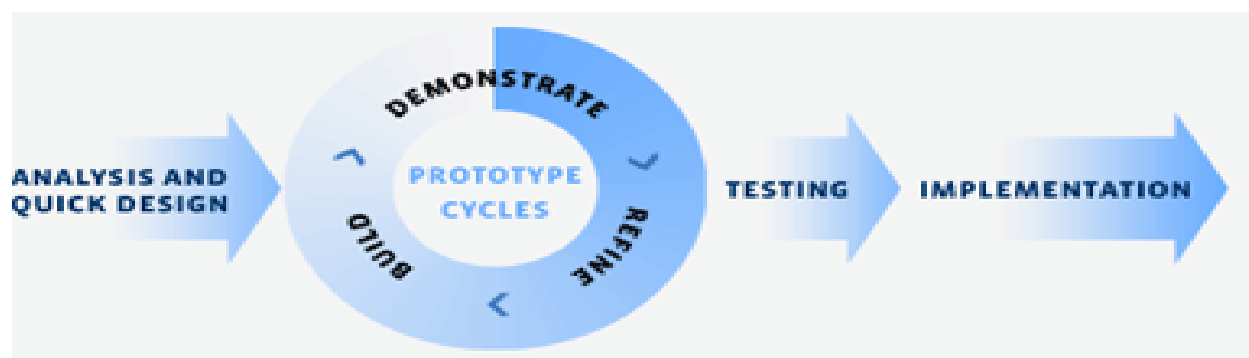 ANALYSIS AND
QUICK DESIGN
DEMONSTRATE
PROTOTYPE
CYCLES
BUILD
REFINE
TESTING
IMPLEMENTATION